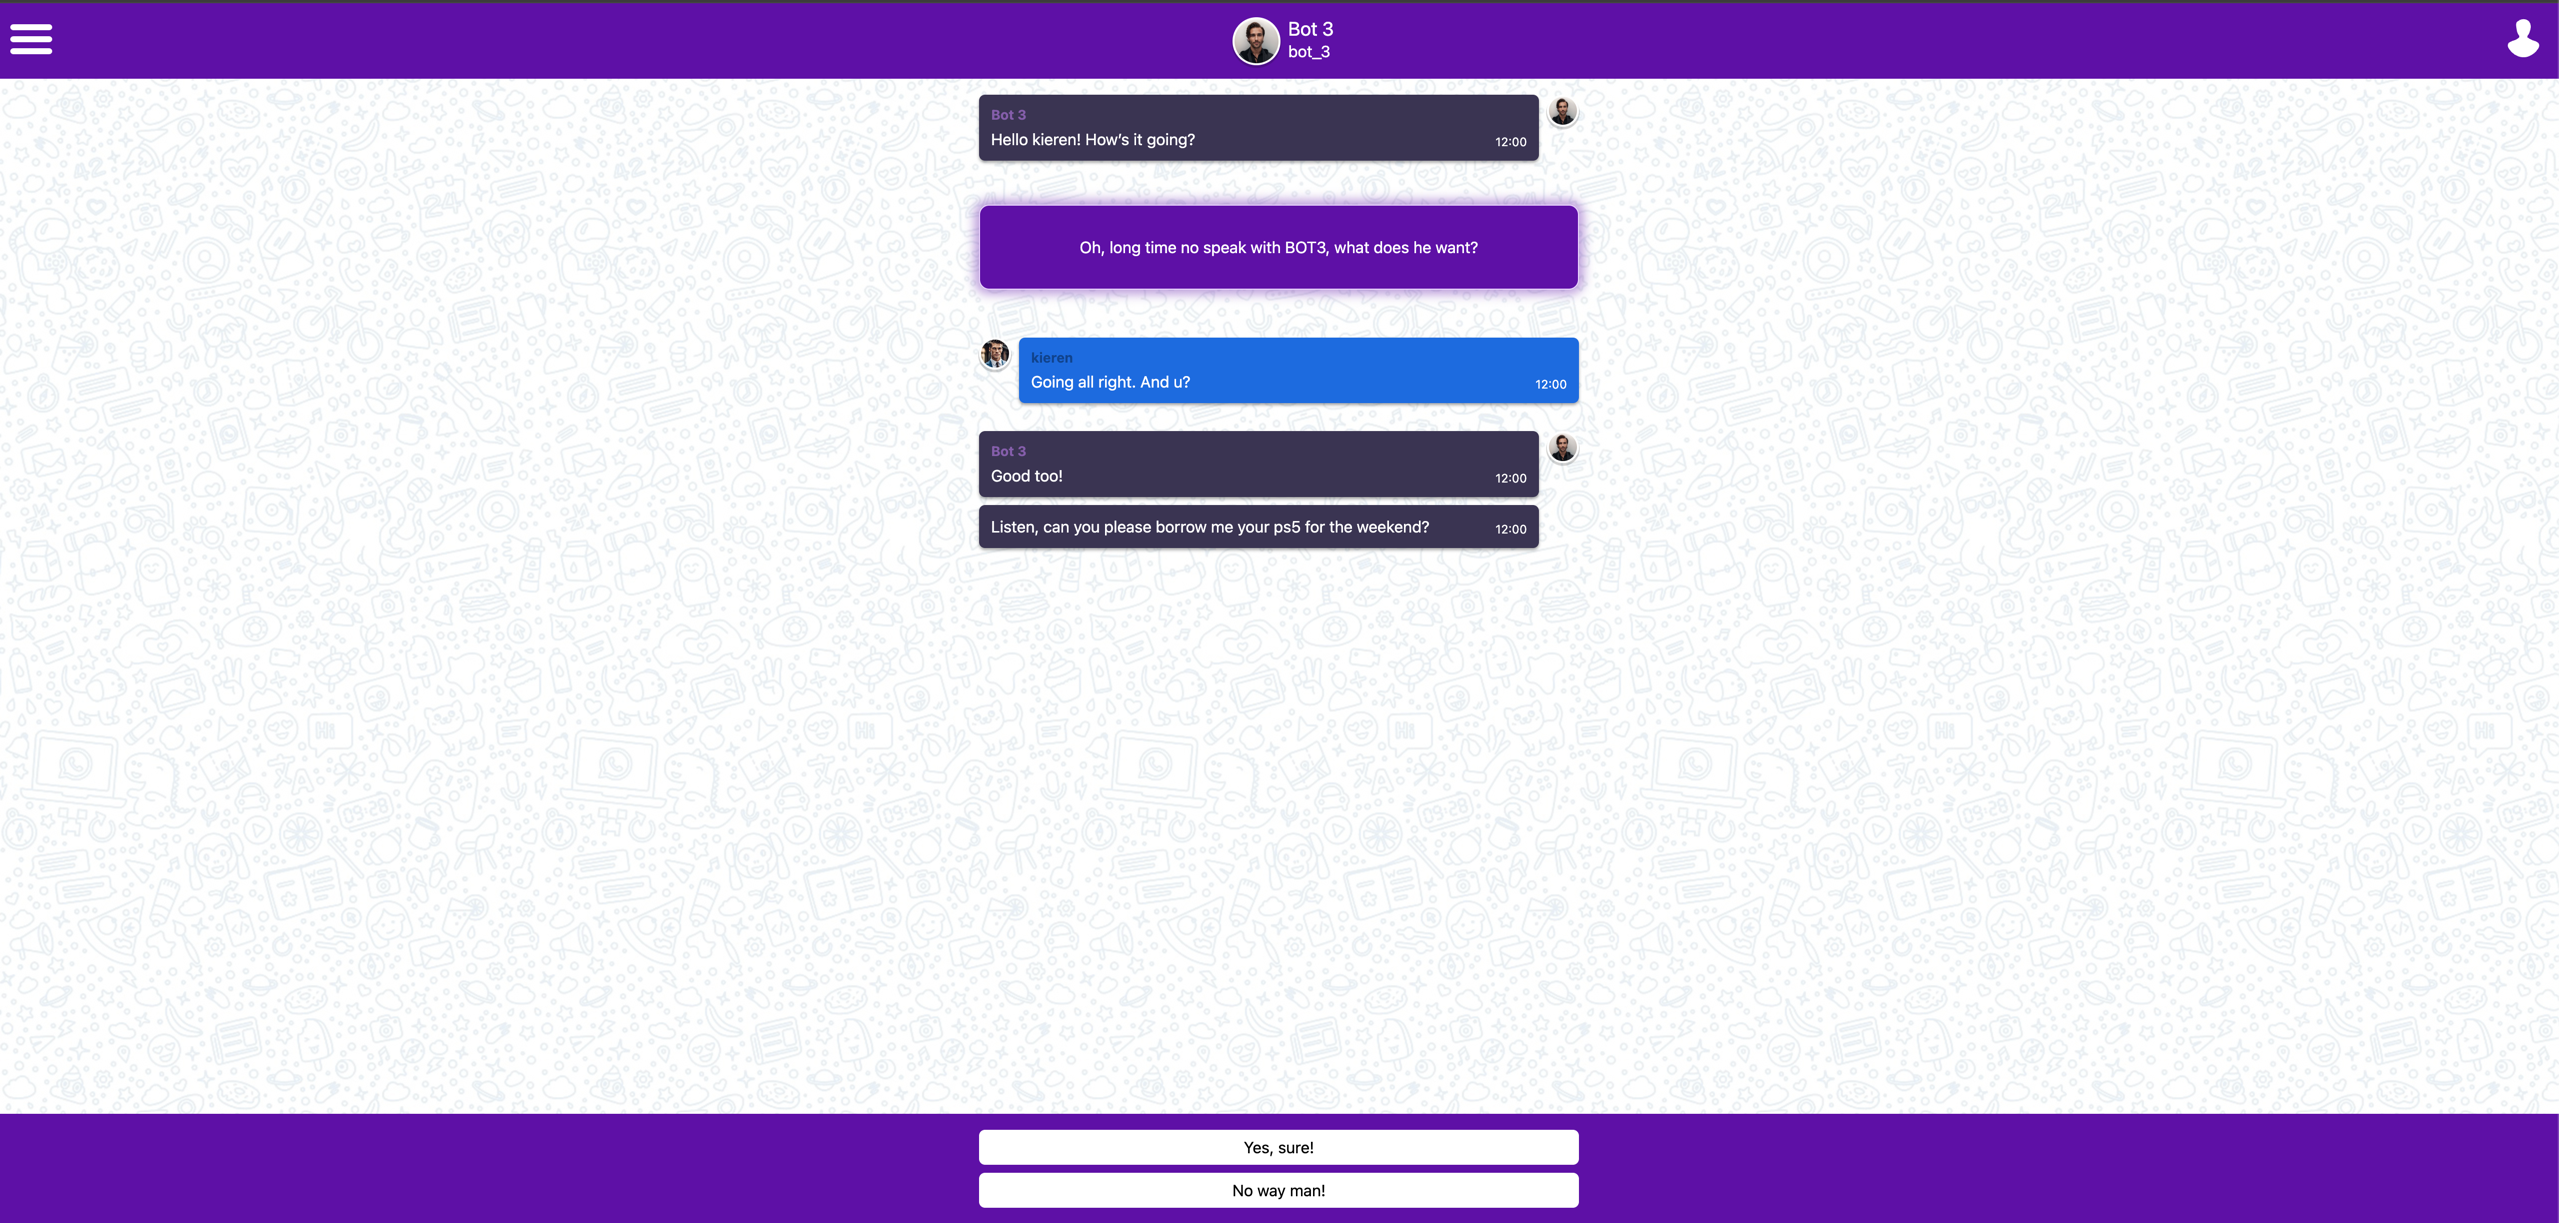 Bot 3
bot_3
Bot 3
Hello kieren! How's it going?
12:00
Oh, long time no speak with BOT3, what does he want?
kieren
Going all right. And u?
12:00
Bot 3
Good too!
12:00
Listen, can you please borrow me your ps5 for the weekend?
12:00
Yes, sure!
No way man!